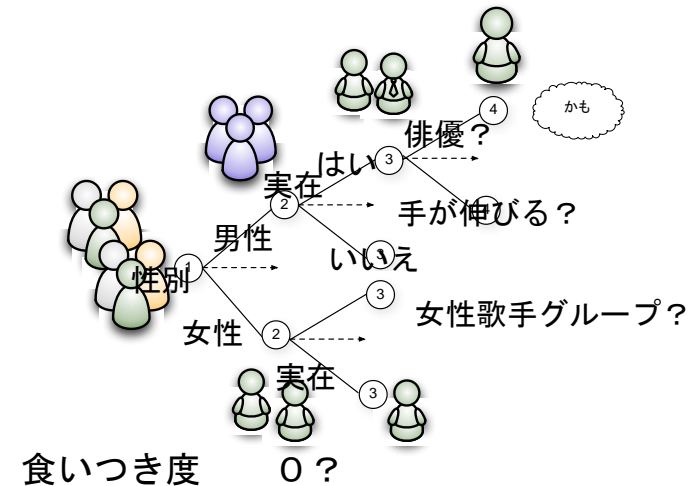 かも
4
俳優？
3
はい
実在
2
手が伸びる？
男性
いいえ
3
性別
1
3
女性歌手グループ？
女性
2
実在
3
食いつき度　０？